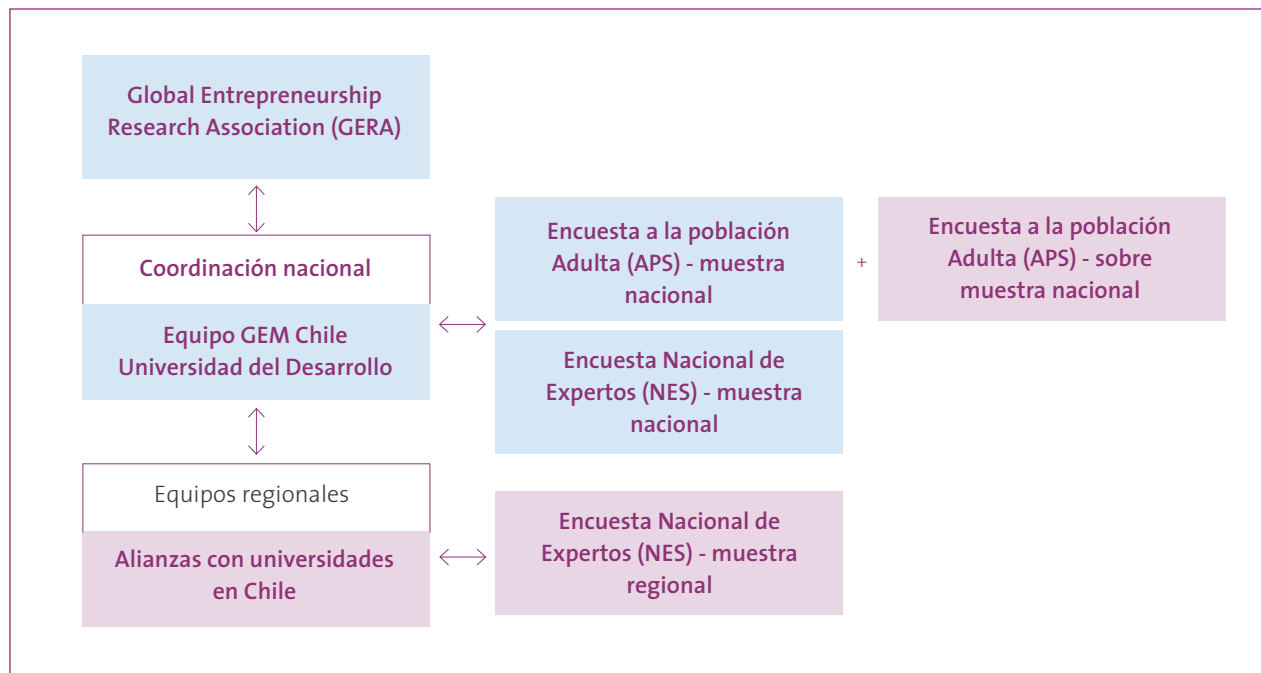 Global Entrepreneurship
Research Association (GERA)
Coordinación nacional
Equipo GEM Chile
Universidad del Desarrollo
Encuesta a la población
Adulta (APS) - muestra
nacional
+
Encuesta a la población
Adulta (APS) - sobre
muestra nacional
Encuesta Nacional de
Expertos (NES) - muestra
nacional
Equipos regionales
Alianzas con universidades
en Chile
Encuesta Nacional de
Expertos (NES) - muestra
regional